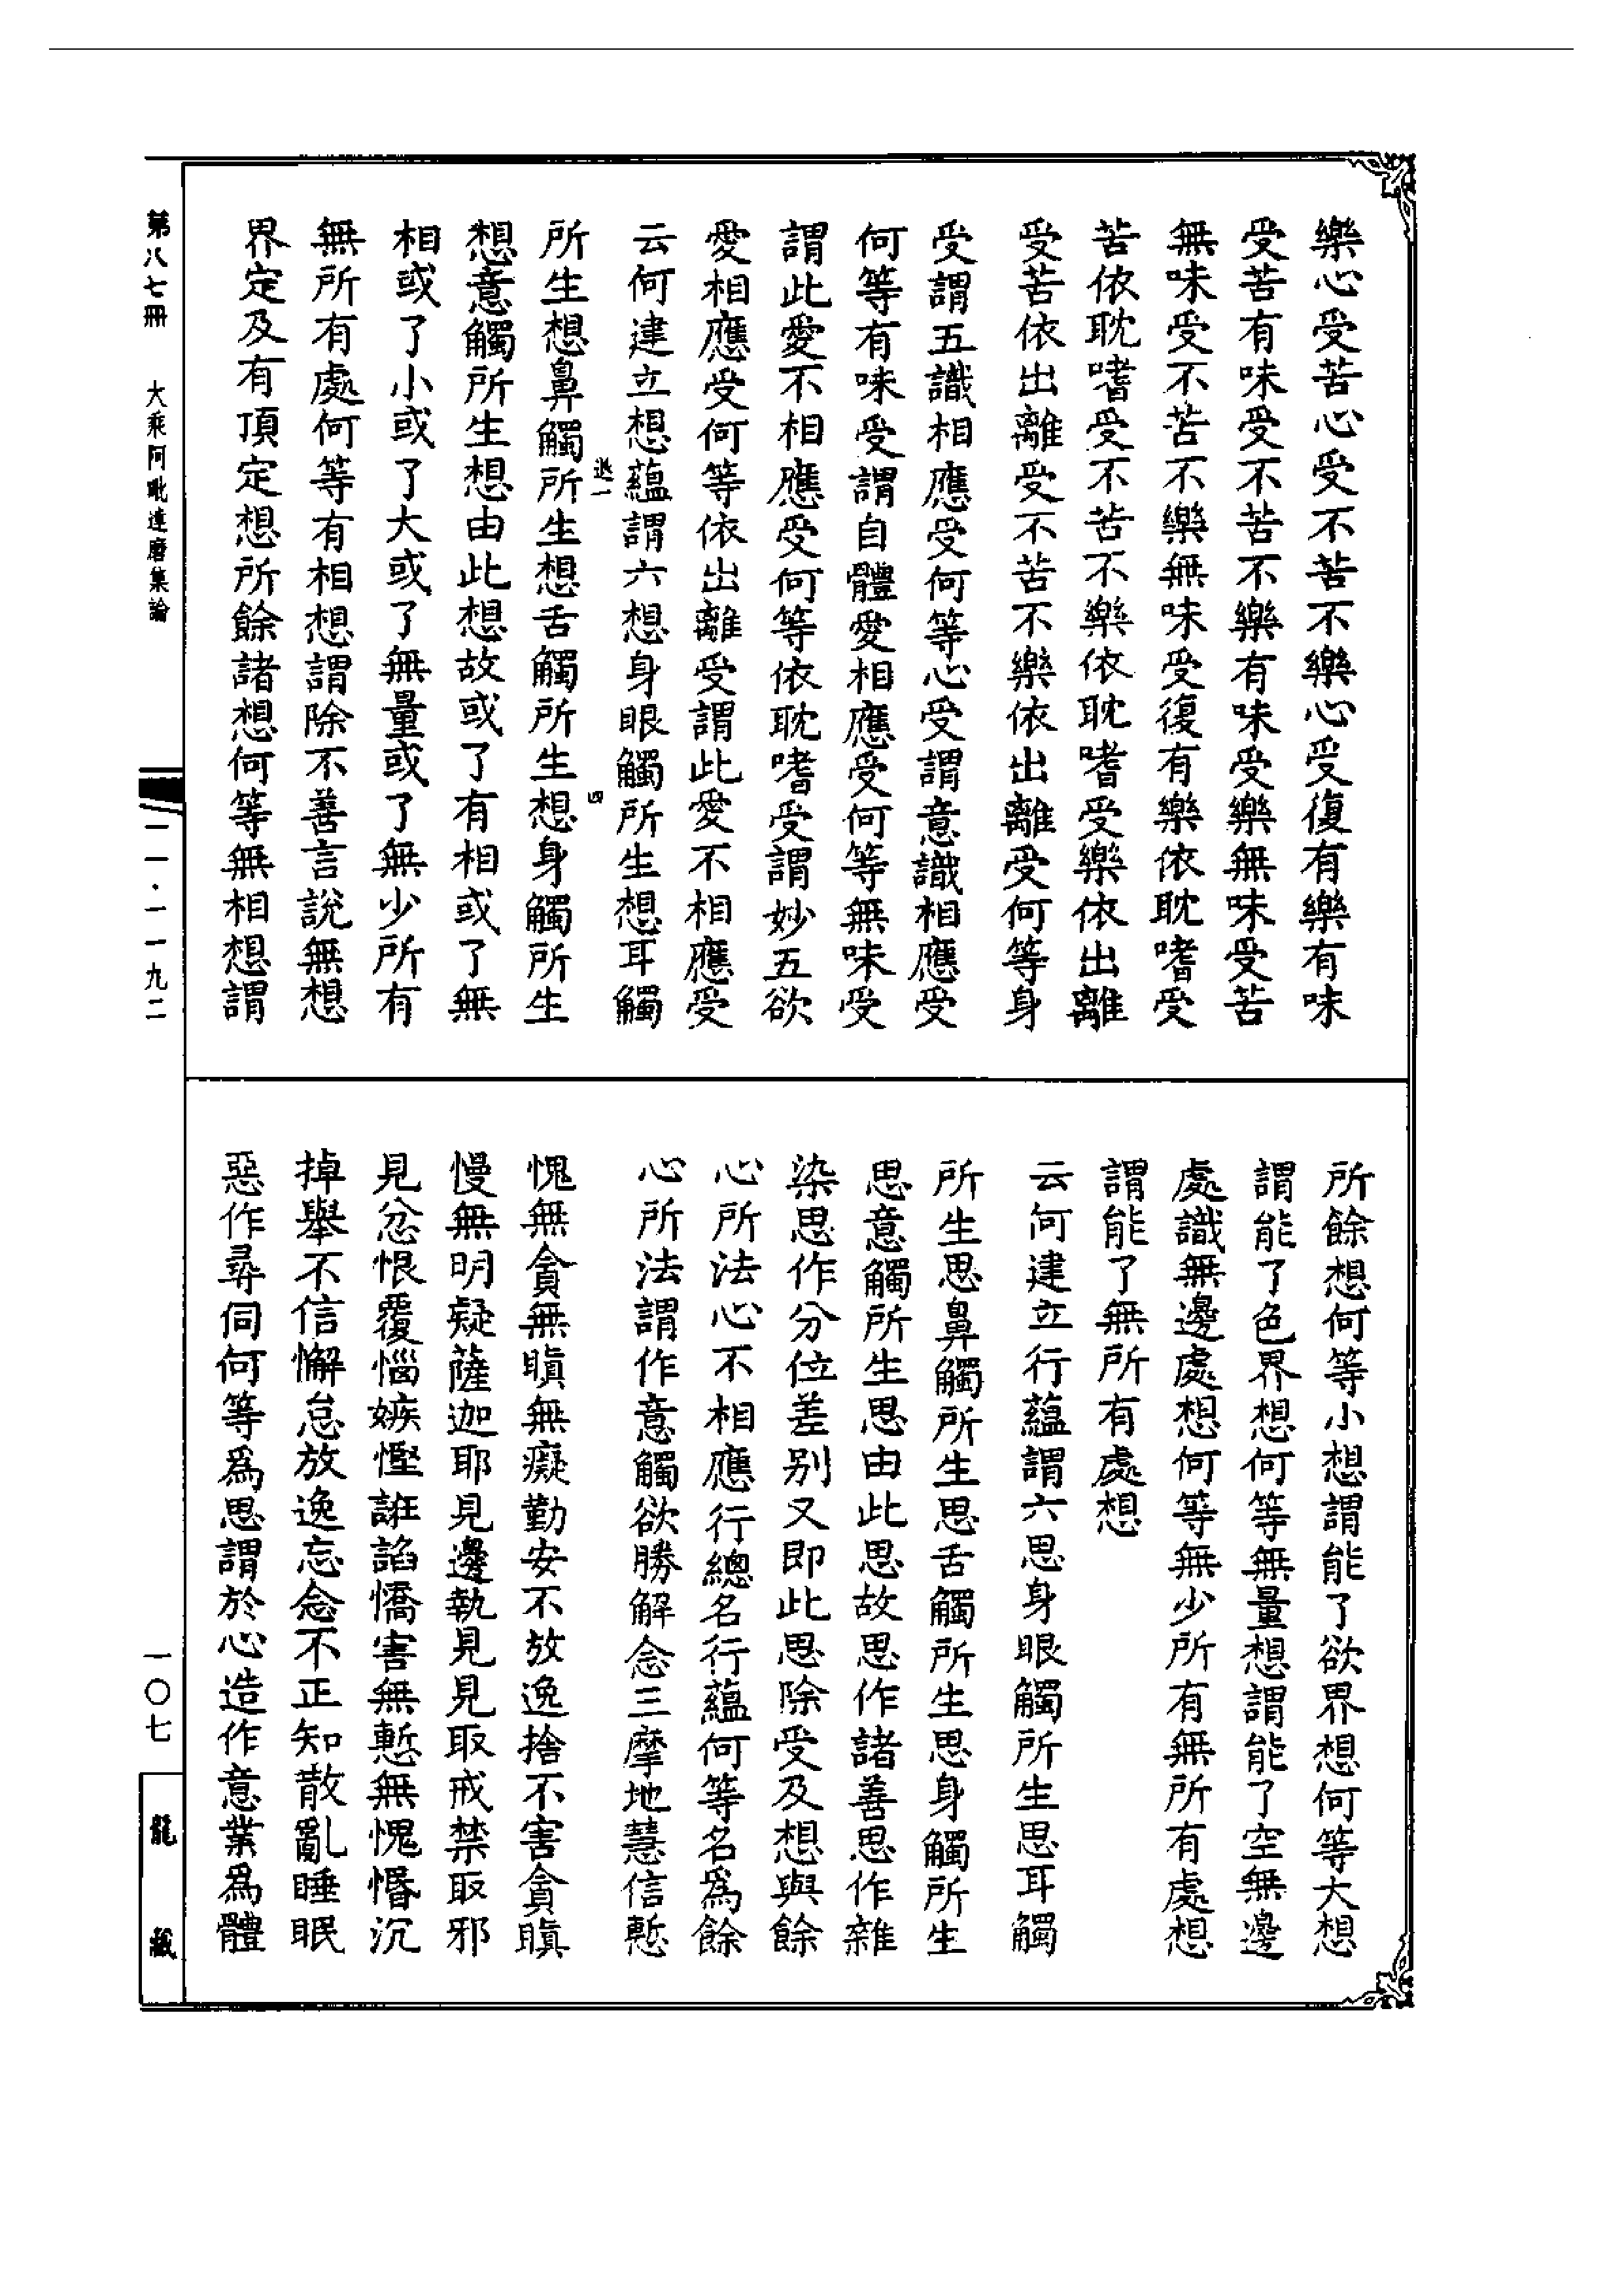 樂心受苦心受不苦不樂心受復有樂有味
受苦有味受不苦不樂有味受樂無味受苦
無味受不苦不樂無味受復有樂依耽嗜受
苦依耽嗜受不苦不樂依耽嗜受樂依出離
受苦依出離受不苦不樂依出離受何等身
受謂五識相應受何等心受謂意識相應受
何等有味受謂自體愛相應受何等無味受
謂此愛不相應受何等依耽嗜受謂妙五欲
愛相應受何等依出離受謂此愛不相應受
云何建立想蘊謂六想身眼觸所生想耳觸
遜一
四
所生想鼻觸所生想舌觸所生想身觸所生
想意觸所生想由此想故或了有相或了無
相或了小或了大或了無量或了無少所有
無所有處何等有相想謂除不善言說無想
界定及有頂定想所餘諸想何等無相想謂
所餘想何等小想謂能了欲界想何等大想
謂能了色界想何等無量想謂能了空無邊
處識無邊處想何等無少所有無所有處想
謂能了無所有處想
云何建立行蘊謂六思身眼觸所生思耳觸
所生思鼻觸所生思舌觸所生思身觸所生
思意觸所生思由此思故思作諸善思作雜
染思作分位差别又即此思除受及想與餘
心所法心不相應行總名行蘊何等名為餘
心所法謂作意觸欲勝解念三摩地慧信慙
愧無貪無瞋無癡勤安不放逸捨不害貪瞋
慢無明疑薩迦耶見邊執見見取戒禁取邪
見忿恨覆惱嫉慳誑諂憍害無慙無愧惛沉
掉舉不信懈怠放逸忘念不正知散亂睡眠
惡作尋伺何等爲思謂於心造作意業爲體
第八七冊 大乘阿毗達磨集論
一一·一一九二
一〇七
龍藏